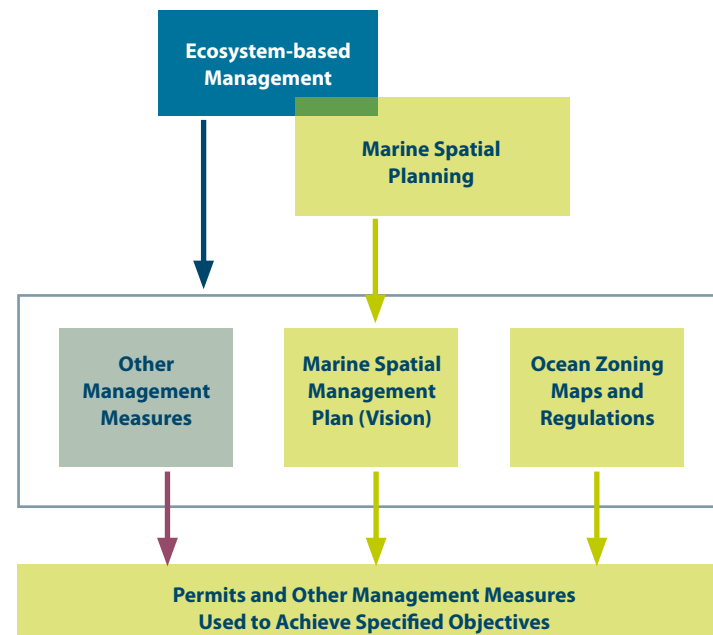 Ecosystem-based
Management
Marine Spatial
Planning
Other
Management
Measures
Marine Spatial
Management
Plan (Vision)
Ocean Zoning
Maps and
Regulations
Permits and Other Management Measures
Used to Achieve Specified Objectives